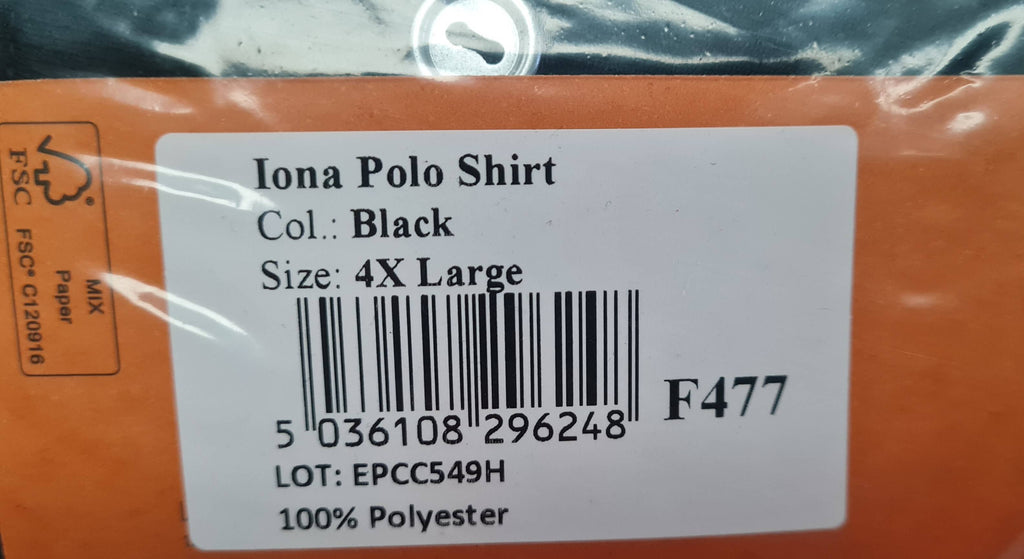 Iona Polo Shirt
Col.: Black
Size: 4X Large
5 036108 296248
F477
LOT: EPCC549H
100% Polyester
FSC
FSC® C120916
MIX
Paper